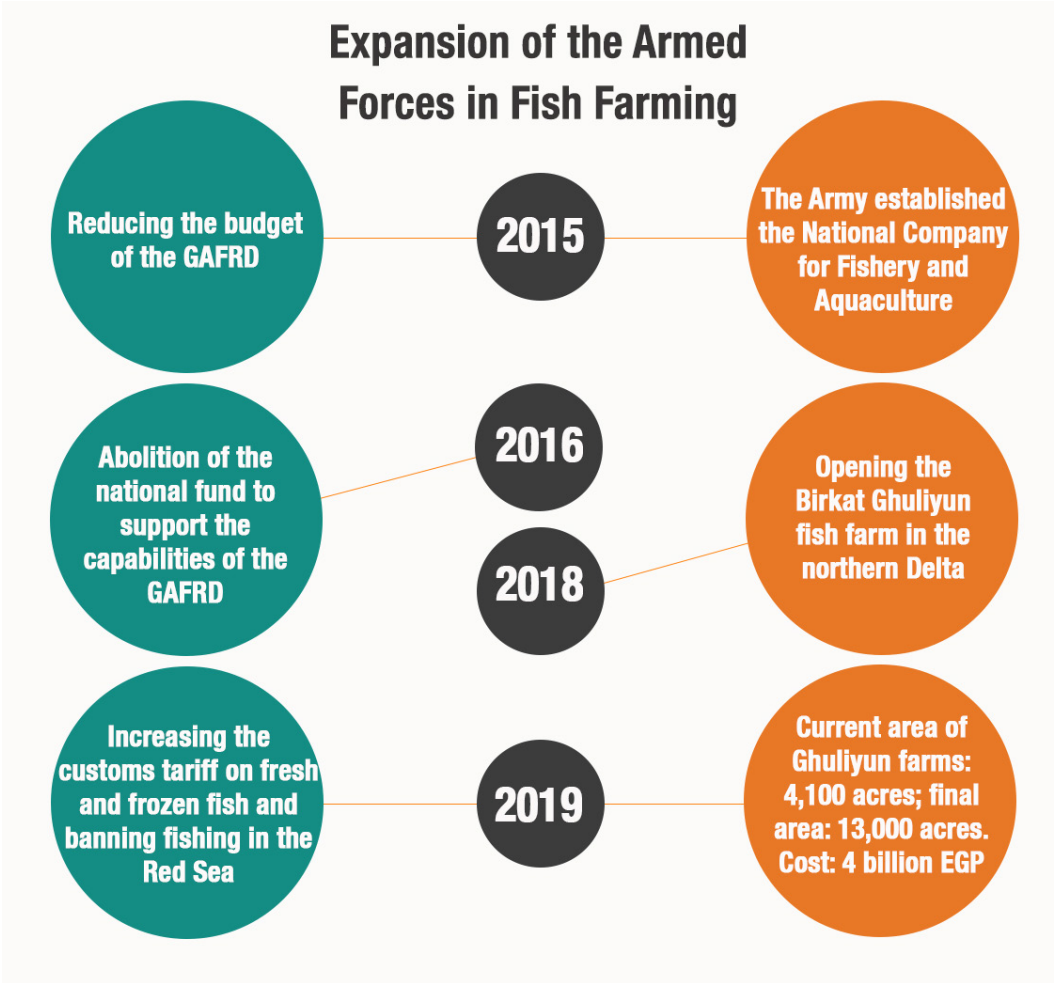 Expansion of the Armed
Forces in Fish Farming
Reducing the budget
of the GAFRD
2015
The Army established
the National Company
for Fishery and
Aquaculture
Abolition of the
national fund to
support the
capabilities of the
GAFRD
2016
2018
Opening the
Birkat Ghuliyun
fish farm in the
northern Delta
Increasing the
customs tariff on fresh
and frozen fish and
banning fishing in the
Red Sea
2019
Current area of
Ghuliyun farms:
4,100 acres; final
area: 13,000 acres.
Cost: 4 billion EGP